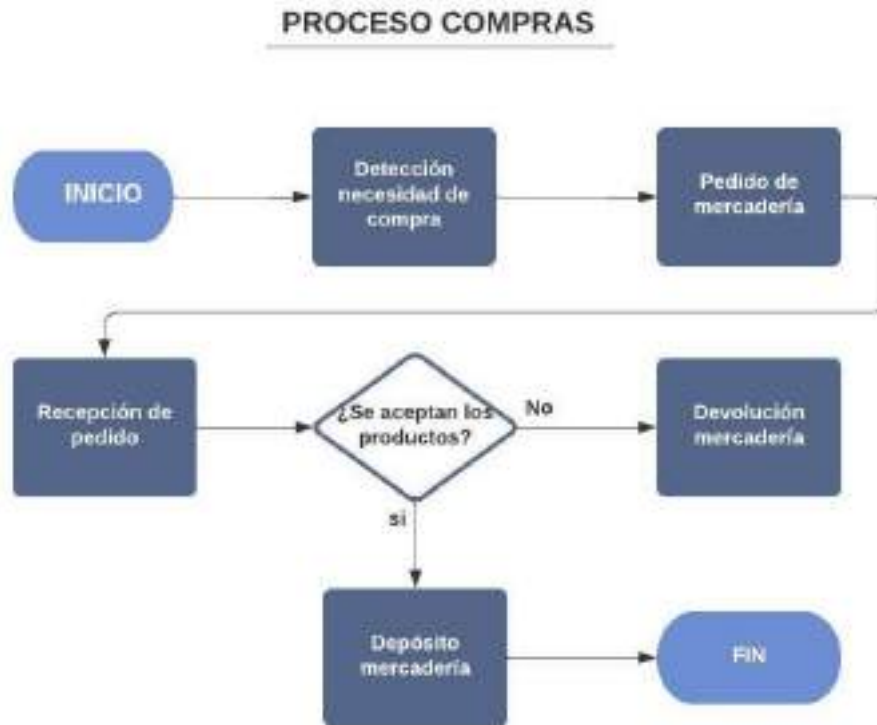 PROCESO COMPRAS
INICIO
Detección
necesidad de
compra
Pedido de
mercadería
Recepción de
pedido
¿Se aceptan los
productos?
No
Devolución
mercadería
si
Depósito
mercadería
FIN